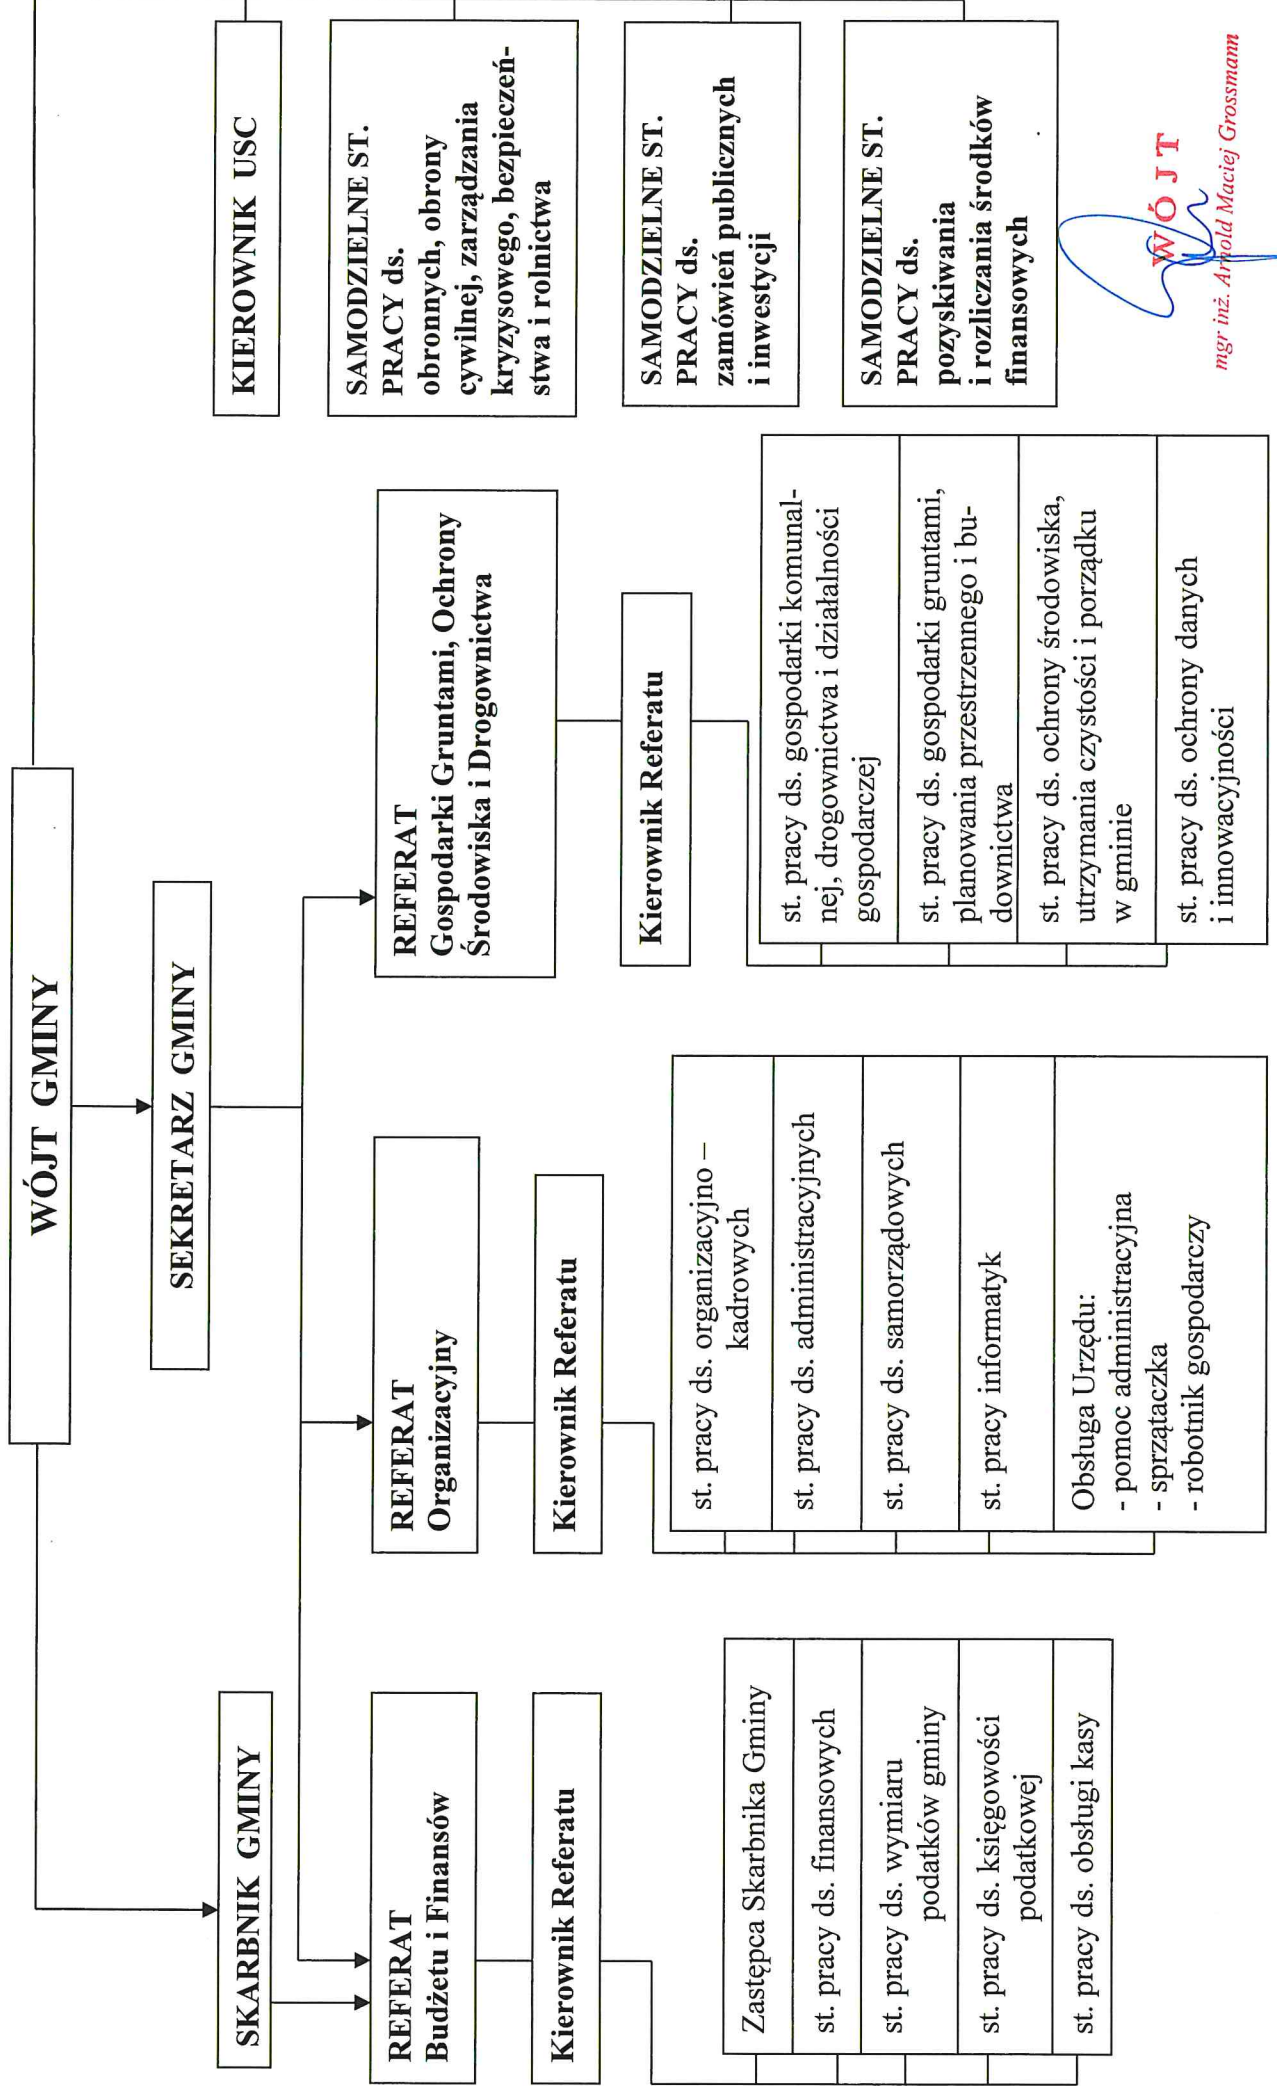 WÓJT GMINY
SEKRETARZ GMINY
SKARBNIK GMINY
REFERAT
Budżetu i Finansów
Kierownik Referatu
Zastępca Skarbnika Gminy
st. pracy ds. finansowych
st. pracy ds. wymiaru
podatków gminy
st. pracy ds. księgowości
podatkowej
st. pracy ds. obsługi kasy
REFERAT
Organizacyjny
Kierownik Referatu
st. pracy ds. organizacyjno –
kadrowych
st. pracy ds. administracyjnych
st. pracy ds. samorządowych
st. pracy informatyk
Obsługa Urzędu:
- pomoc administracyjna
- sprzątaczka
- robotnik gospodarczy
REFERAT
Gospodarki Gruntami, Ochrony
Środowiska i Drogownictwa
Kierownik Referatu
st. pracy ds. gospodarki komunal-
nej, drogownictwa i działalności
gospodarczej
st. pracy ds. gospodarki gruntami,
planowania przestrzennego i bu-
downictwa
st. pracy ds. ochrony środowiska,
utrzymania czystości i porządku
w gminie
st. pracy ds. ochrony danych
i innowacyjności
KIEROWNIK USC
SAMODZIELNE ST.
PRACY ds.
obronnych, obrony
cywilnej, zarządzania
kryzysowego, bezpieczeń-
stwa i rolnictwa
SAMODZIELNE ST.
PRACY ds.
zamówień publicznych
i inwestycji
SAMODZIELNE ST.
PRACY ds.
pozyskiwania
i rozliczania środków
finansowych
WÓJT
mgr inż. Arnold Maciej Grossmann